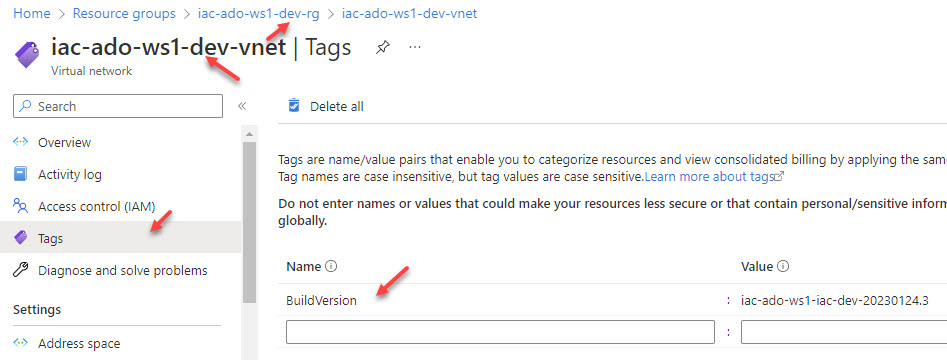 Home > Resource groups > iac-ado-ws1-dev-rg > iac-ado-ws1-dev-vnet
iac-ado-ws1-dev-vnet | Tags
Virtual network
Search
Overview
Activity log
Access control (IAM)
Tags
Diagnose and solve problems
Settings
Address space
Delete all
Tags are name/value pairs that enable you to categorize resources and view consolidated billing by applying the same
Tag names are case insensitive, but tag values are case sensitive.Learn more about tags
Do not enter names or values that could make your resources less secure or that contain personal/sensitive inform
globally.
Name Value
BuildVersion : iac-ado-ws1-iac-dev-20230124.3
: